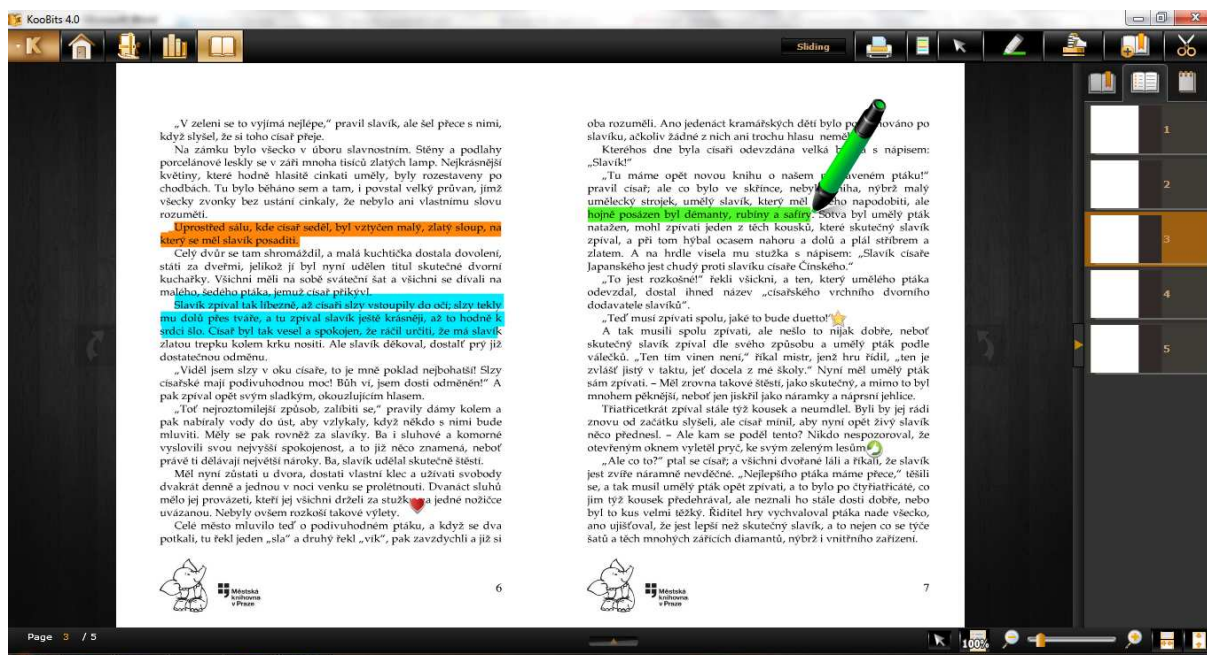 KooBits 4.0
K
Sliding
„V zeleni se to vyjímá nejlépe,“ pravil slavík, ale šel přece s nimi,
když slyšel, že si toho císař přeje.
Na zámku bylo všecko v úboru slavnostním. Stěny a podlahy
porcelánové leskly se v záři mnoha tisíců zlatých lamp. Nejkrásnější
květiny, které hodně hlasitě cinkati uměly, byly rozestaveny po
chodbách. Tu bylo běháno sem a tam, i povstal velký průvan, jímž
všecky zvonky bez ustání cinkaly, že nebylo ani vlastnímu slovu
rozuměti.
Uprostřed sálu, kde císař seděl, byl vztyčen malý, zlatý sloup, na
který se měl slavík posaditi.
Celý dvůr se tam shromáždil, a malá kuchtička dostala dovolení,
státi za dveřmi, jelikož jí byl nyní udělen titul skutečné dvorní
kuchařky. Všichni měli na sobě sváteční šat a všichni se dívali na
malého, šedého ptáka, jemuž císař přikývl.
Slavík zpíval tak líbezně, až císaři slzy vstoupily do očí; slzy tekly
mu dolů přes tváře, a tu zpíval slavík ještě krásněji, až to hodně k
srdci šlo. Císař byl tak vesel a spokojen, že ráčil určiti, že má slavík
zlatou trepku kolem krku nositi. Ale slavík děkoval, dostalť prý již
dostatečnou odměnu.
„Viděl jsem slzy v oku císaře, to je mně poklad nejbohatší! Slzy
císařské mají podivuhodnou moc! Bůh ví, jsem dosti odměněn!“ A
pak zpíval opět svým sladkým, okouzlujícím hlasem.
„Toť nejroztomilejší způsob, zalíbiti se,“ pravily dámy kolem a
pak nabíraly vody do úst, aby vzlykaly, když někdo s nimi bude
mluviti. Měly se pak rovněž za slavíky. Ba i sluhové a komorné
vyslovili svou nejvyšší spokojenost, a to již něco znamená, neboť
právě ti dělávají největší nároky. Ba, slavík udělal skutečně štěstí.
Měl nyní zůstati u dvora, dostati vlastní klec a užívati svobody
dvakrát denně a jednou v noci venku se prolétnouti. Dvanáct sluhů
mělo jej provázeti, kteří jej všichni drželi za stužku na jedné nožičce
uvázanou. Nebyly ovšem rozkoší takové výlety.
Celé město mluvilo teď o podivuhodném ptáku, a když se dva
potkali, tu řekl jeden „sla“ a druhý řekl „vík“, pak zavzdychli a již si
Městská
knihovna
v Praze
6
oba rozuměli. Ano jedenáct kramářských dětí bylo po nováno po
slavíku, ačkoliv žádné z nich ani trochu hlasu nemě
Kteréhos dne byla císaři odevzdána velká s nápisem:
„Slavík!“
„Tu máme opět novou knihu o našem aveném ptáku!“
pravil císař; ale co bylo ve skřínce, neby iha, nýbrž malý
umělecký strojek, umělý slavík, který měl ho napodobiti, ale
hojně posázen byl démanty, rubíny a safíry. Sotva byl umělý pták
natažen, mohl zpívati jeden z těch kousků, které skutečný slavík
zpíval, a při tom hýbal ocasem nahoru a dolů a plál stříbrem a
zlatem. A na hrdle visela mu stužka s nápisem: „Slavík císaře
Japanského jest chudý proti slavíku císaře Čínského.“
„To jest rozkošné!“ řekli všickni, a ten, který umělého ptáka
odevzdal, dostal ihned název „císařského vrchního dvorního
dodavatele slavíků“.
„Teď musí zpívati spolu, jaké to bude duetto!“
A tak musili spolu zpívati, ale nešlo to nijak dobře, neboť
skutečný slavík zpíval dle svého způsobu a umělý pták podle
válečků. „Ten tím vinen není,“ říkal mistr, jenž hru řídil, „ten je
zvlášť jistý v taktu, jeť docela z mé školy.“ Nyní měl umělý pták
sám zpívati. – Měl zrovna takové štěstí, jako skutečný, a mimo to byl
mnohem pěknější, neboť jen jiskřil jako náramky a náprsní jehlice.
Třiatřicetkrát zpíval stále týž kousek a neumdlel. Byli by jej rádi
znovu od začátku slyšeli, ale císař mínil, aby nyní opět živý slavík
něco přednesl. – Ale kam se poděl tento? Nikdo nespozoroval, že
otevřeným oknem vyletěl pryč, ke svým zeleným lesům
„Ale co to?“ ptal se císař; a všichni dvořané láli a říkali, že slavík
jest zvíře náramně nevděčné. „Nejlepšího ptáka máme přece,“ těšili
se, a tak musil umělý pták opět zpívati, a to bylo po čtyřiatřicáté, co
jim týž kousek předehrával, ale neznali ho stále dosti dobře, nebo
byl to kus velmi těžký. Řiditel hry vychvaloval ptáka nade všecko,
ano ujišťoval, že jest lepší než skutečný slavík, a to nejen co se týče
šatů a těch mnohých zářících diamantů, nýbrž i vnitřního zařízení.
Městská
knihovna
v Praze
7
1
2
3
4
5
Page 3 / 5
100%